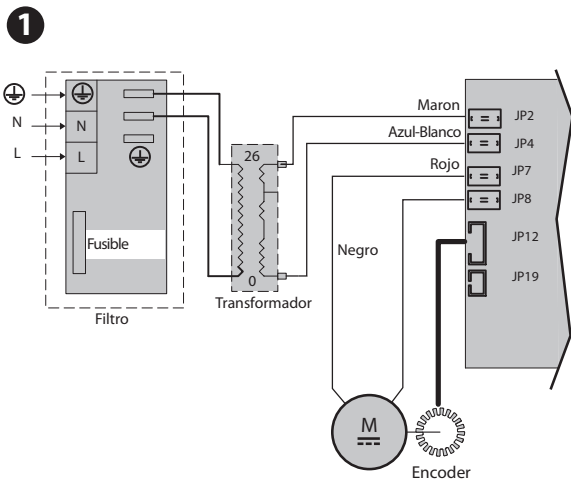 1
Maron
JP2
Azul-Blanco
JP4
Rojo
JP7
JP8
JP12
JP19
N
N
L
L
26
0
Fusible
Negro
Transformador
Filtro
M
Encoder